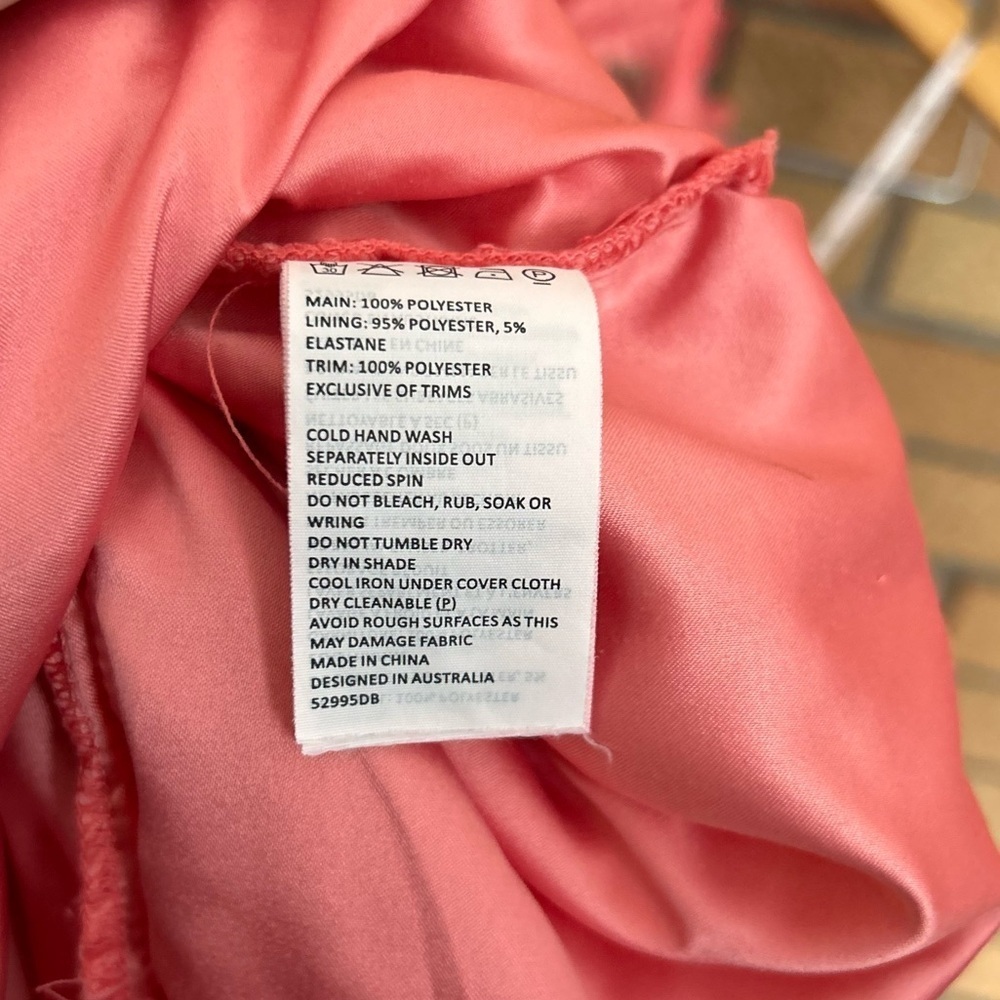 30 P
MAIN: 100% POLYESTER
LINING: 95% POLYESTER, 5%
ELASTANE
TRIM: 100% POLYESTER
EXCLUSIVE OF TRIMS
COLD HAND WASH
SEPARATELY INSIDE OUT
REDUCED SPIN
DO NOT BLEACH, RUB, SOAK OR
WRING
DO NOT TUMBLE DRY
DRY IN SHADE
COOL IRON UNDER COVER CLOTH
DRY CLEANABLE (P)
AVOID ROUGH SURFACES AS THIS
MAY DAMAGE FABRIC
MADE IN CHINA
DESIGNED IN AUSTRALIA
52995DB